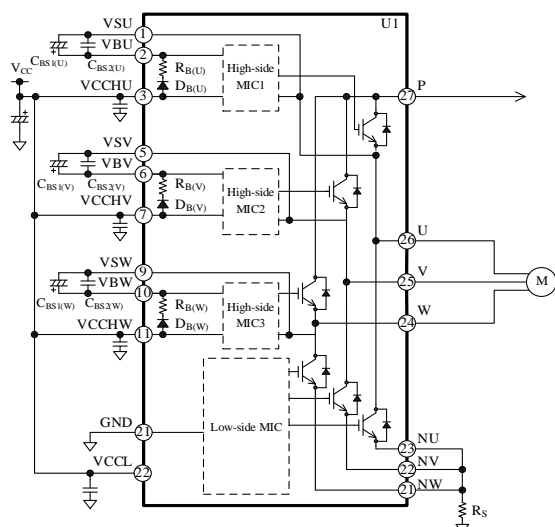 U1
VSU
1
VBU
2
CBS1(U)
CBS2(U)
RB(U)
DB(U)
High-side
MIC1
VCC
VCCHU
3
P
27
VSV
5
VBV
6
CBS1(V)
CBS2(V)
RB(V)
DB(V)
High-side
MIC2
VCCHV
7
U
26
V
25
M
VSW
9
VBW
10
CBS1(W)
CBS2(W)
RB(W)
DB(W)
High-side
MIC3
W
24
VCCHW
11
Low-side MIC
GND
21
VCCL
22
NU
23
NV
22
NW
21
RS